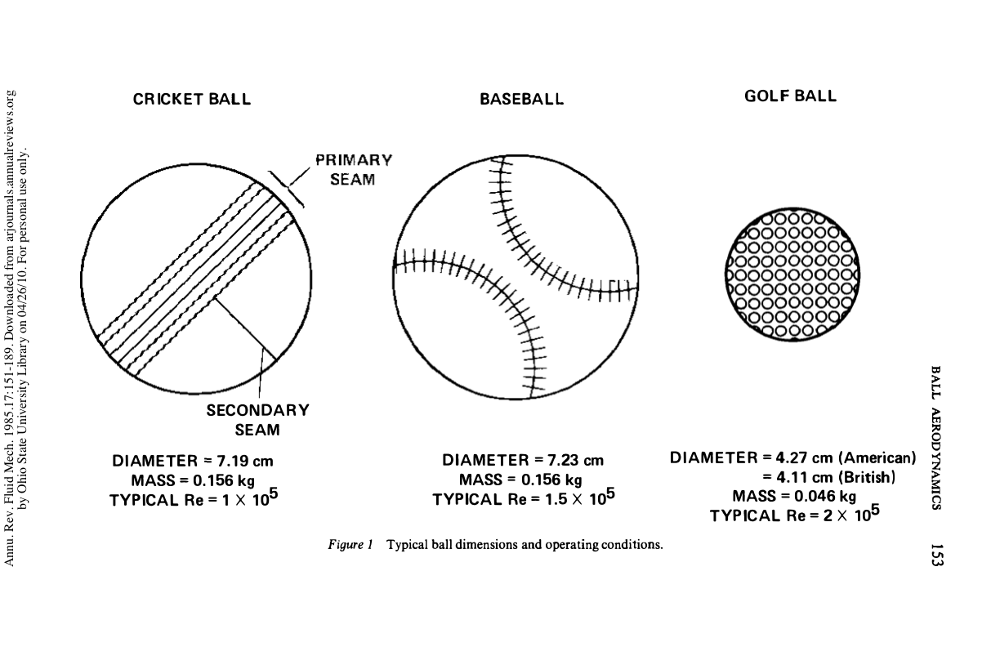 Annu. Rev. Fluid Mech. 1985.17:151-189. Downloaded from arjournals.annualreviews.org
by Ohio State University Library on 04/26/10. For personal use only.
CRICKET BALL
PRIMARY
SEAM
SECONDARY
SEAM
DIAMETER = 7.19 cm
MASS = 0.156 kg
TYPICAL Re = 1 X 10⁵
BASEBALL
DIAMETER = 7.23 cm
MASS = 0.156 kg
TYPICAL Re = 1.5 X 10⁵
GOLF BALL
DIAMETER = 4.27 cm (American)
= 4.11 cm (British)
MASS = 0.046 kg
TYPICAL Re = 2 X 10⁵
Figure 1 Typical ball dimensions and operating conditions.
BALL AERODYNAMICS 153